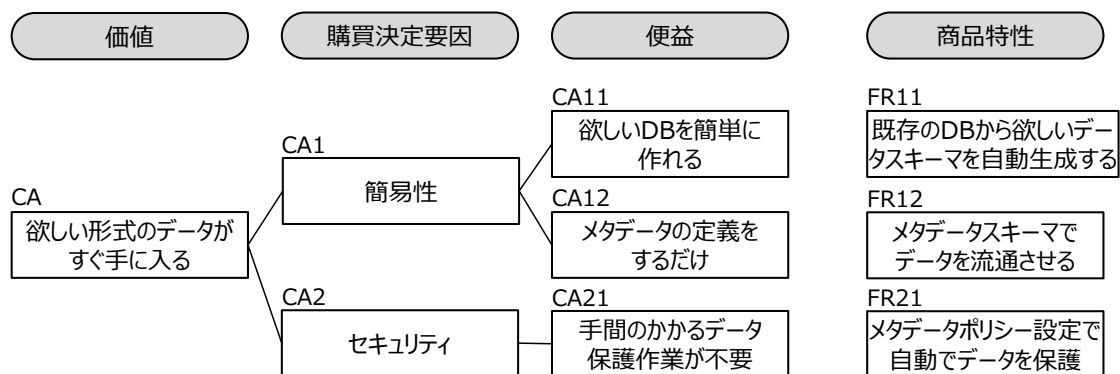 価値
購買決定要因
便益
商品特性
CA
欲しい形式のデータが
すぐ手に入る
CA1
簡易性
CA2
セキュリティ
CA11
欲しいDBを簡単に
作れる
CA12
メタデータの定義を
するだけ
CA21
手間のかかるデータ
保護作業が不要
FR11
既存のDBから欲しいデー
タスキーマを自動生成する
FR12
メタデータスキーマで
データを流通させる
FR21
メタデータポリシー設定で
自動でデータを保護